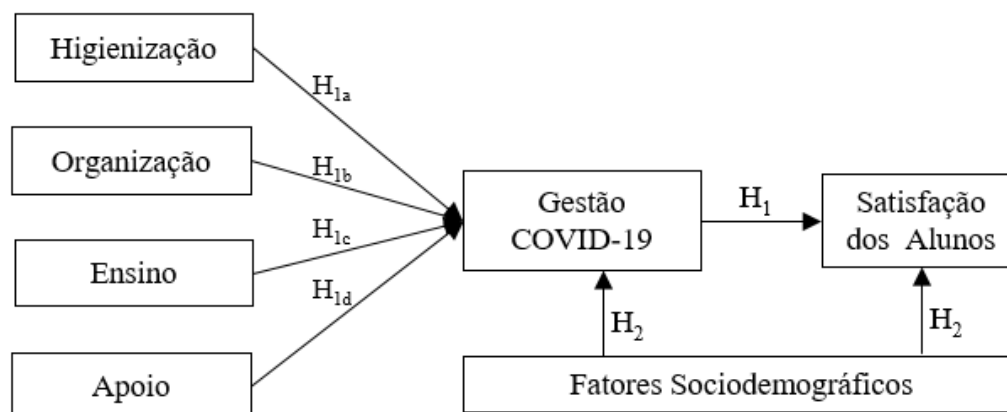 Higienização
H1a
Organização
H1b
Ensino
H1c
Apoio
H1d
Gestão
COVID-19
H1
Satisfação
dos Alunos
H2
H2
Fatores Sociodemográficos